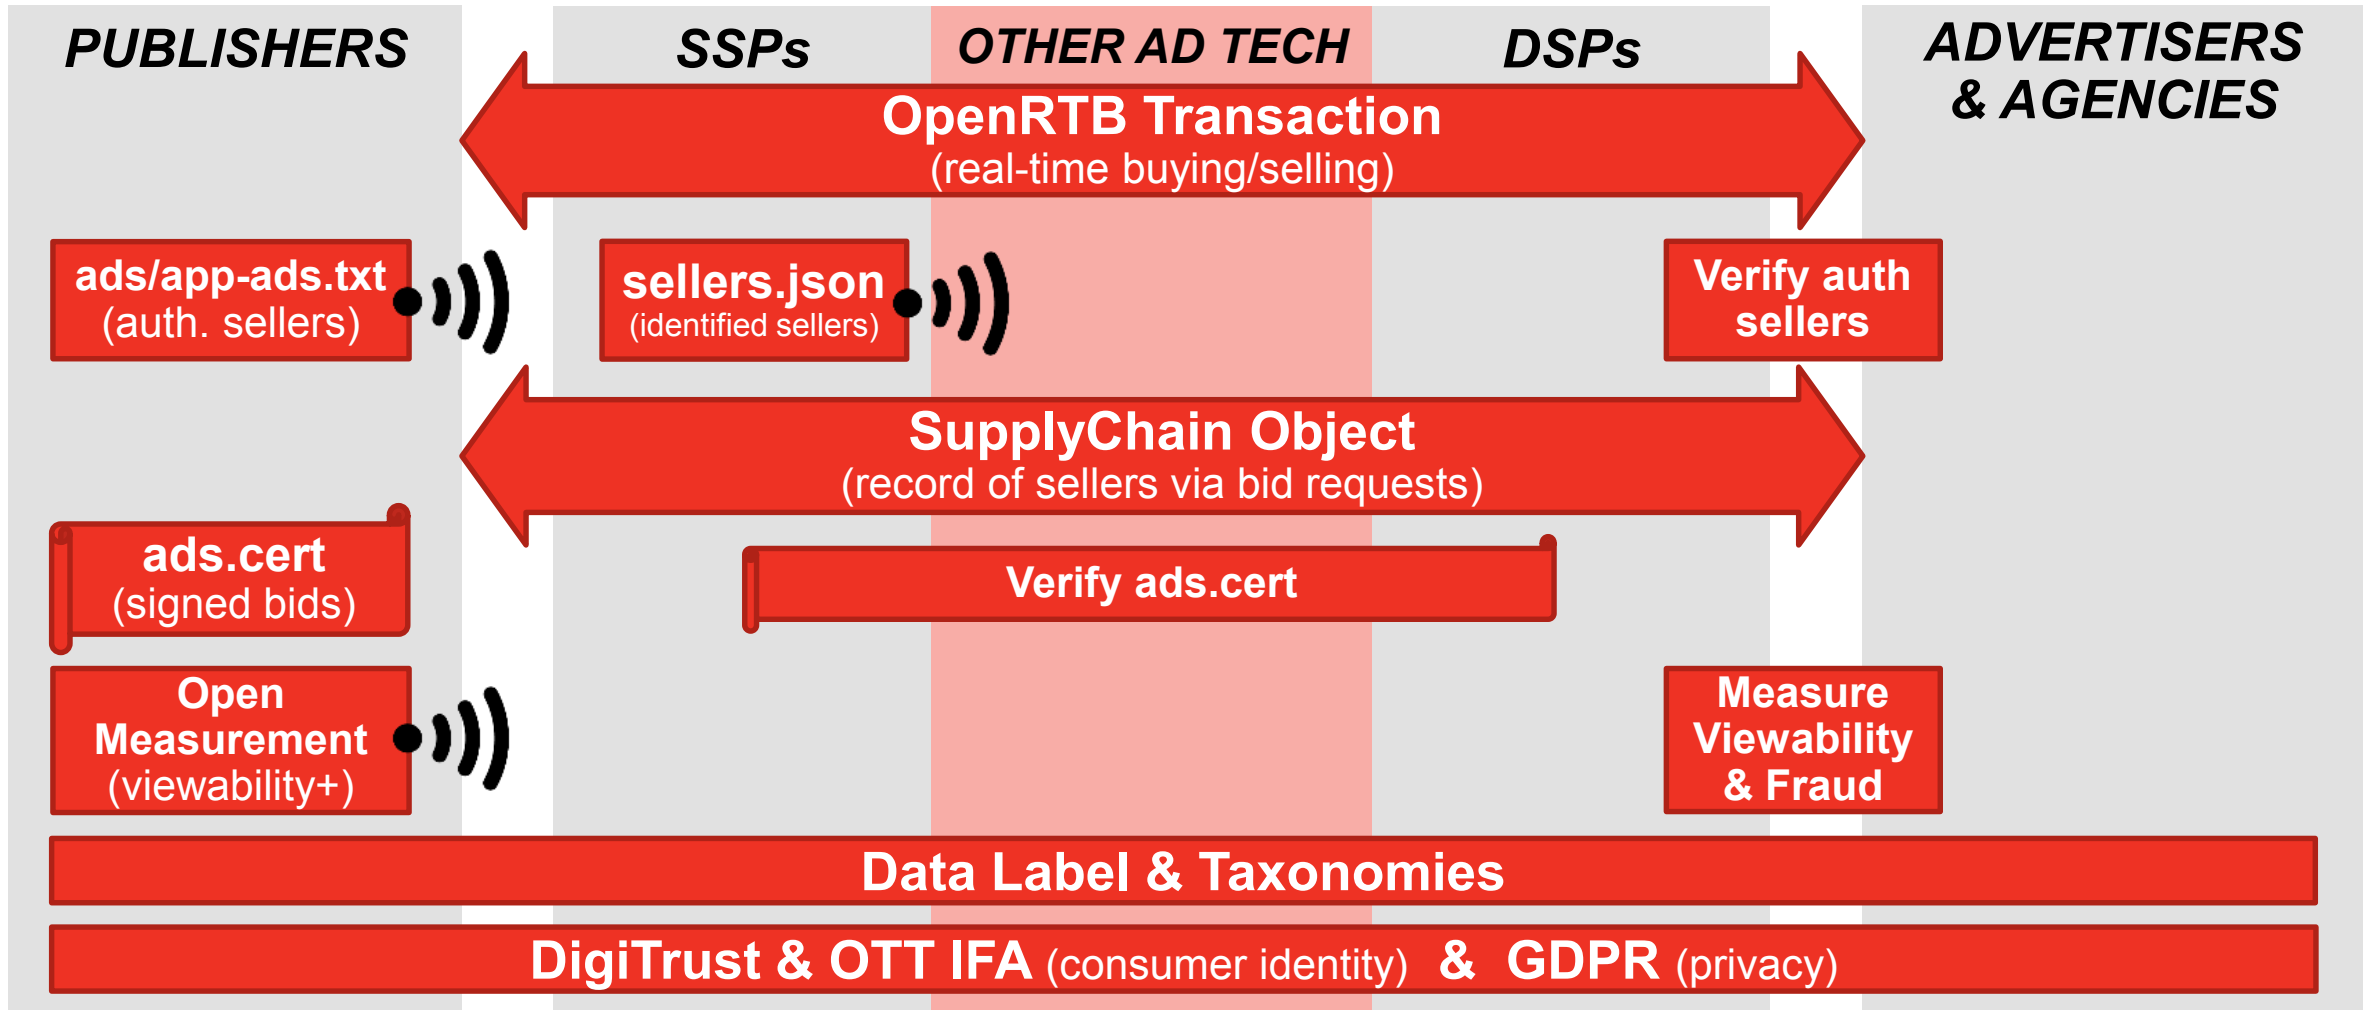 PUBLISHERS
SSPs
OTHER AD TECH
DSPs
ADVERTISERS
& AGENCIES
OpenRTB Transaction
(real-time buying/selling)
ads/app-ads.txt
(auth. sellers)
sellers.json
(identified sellers)
Verify auth
sellers
SupplyChain Object
(record of sellers via bid requests)
ads.cert
(signed bids)
Verify ads.cert
Open
Measurement
(viewability+)
Measure
Viewability
& Fraud
Data Label & Taxonomies
DigiTrust & OTT IFA (consumer identity) & GDPR (privacy)